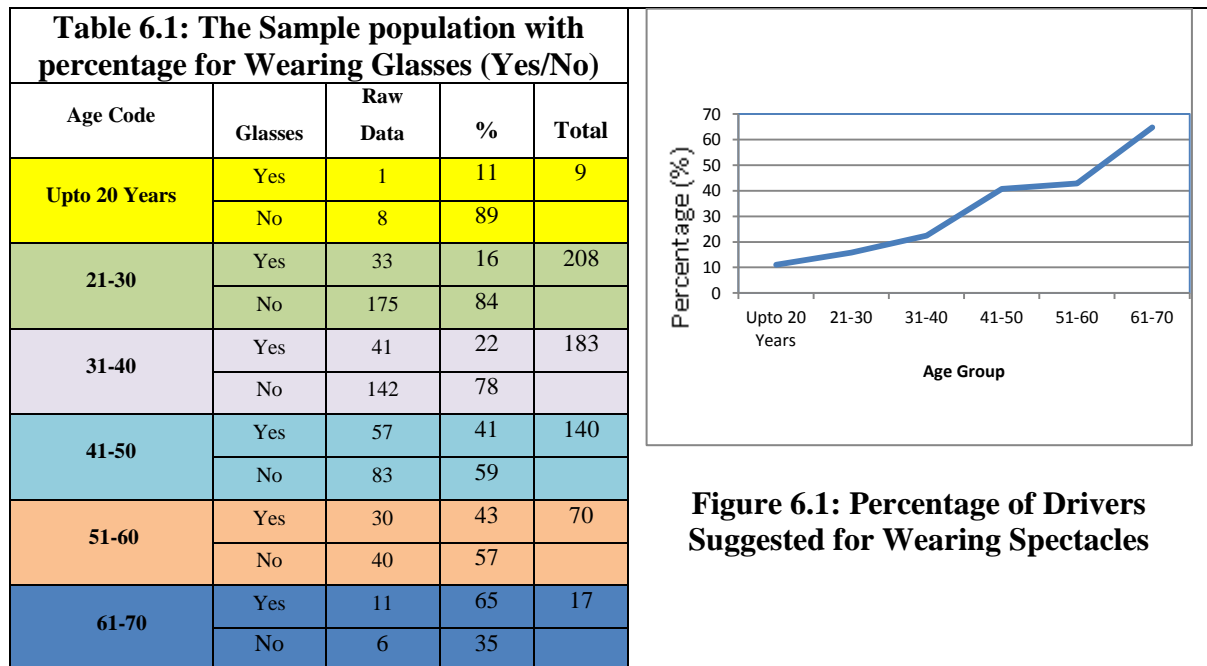 Table 6.1: The Sample population with
percentage for Wearing Glasses (Yes/No)
Age Code Glasses Raw Data % Total
Upto 20 Years Yes 1 11 9
No 8 89
21-30 Yes 33 16 208
No 175 84
31-40 Yes 41 22 183
No 142 78
41-50 Yes 57 41 140
No 83 59
51-60 Yes 30 43 70
No 40 57
61-70 Yes 11 65 17
No 6 35
Percentage (%)
70
60
50
40
30
20
10
0
Upto 20 Years 21-30 31-40 41-50 51-60 61-70
Age Group
Figure 6.1: Percentage of Drivers
Suggested for Wearing Spectacles